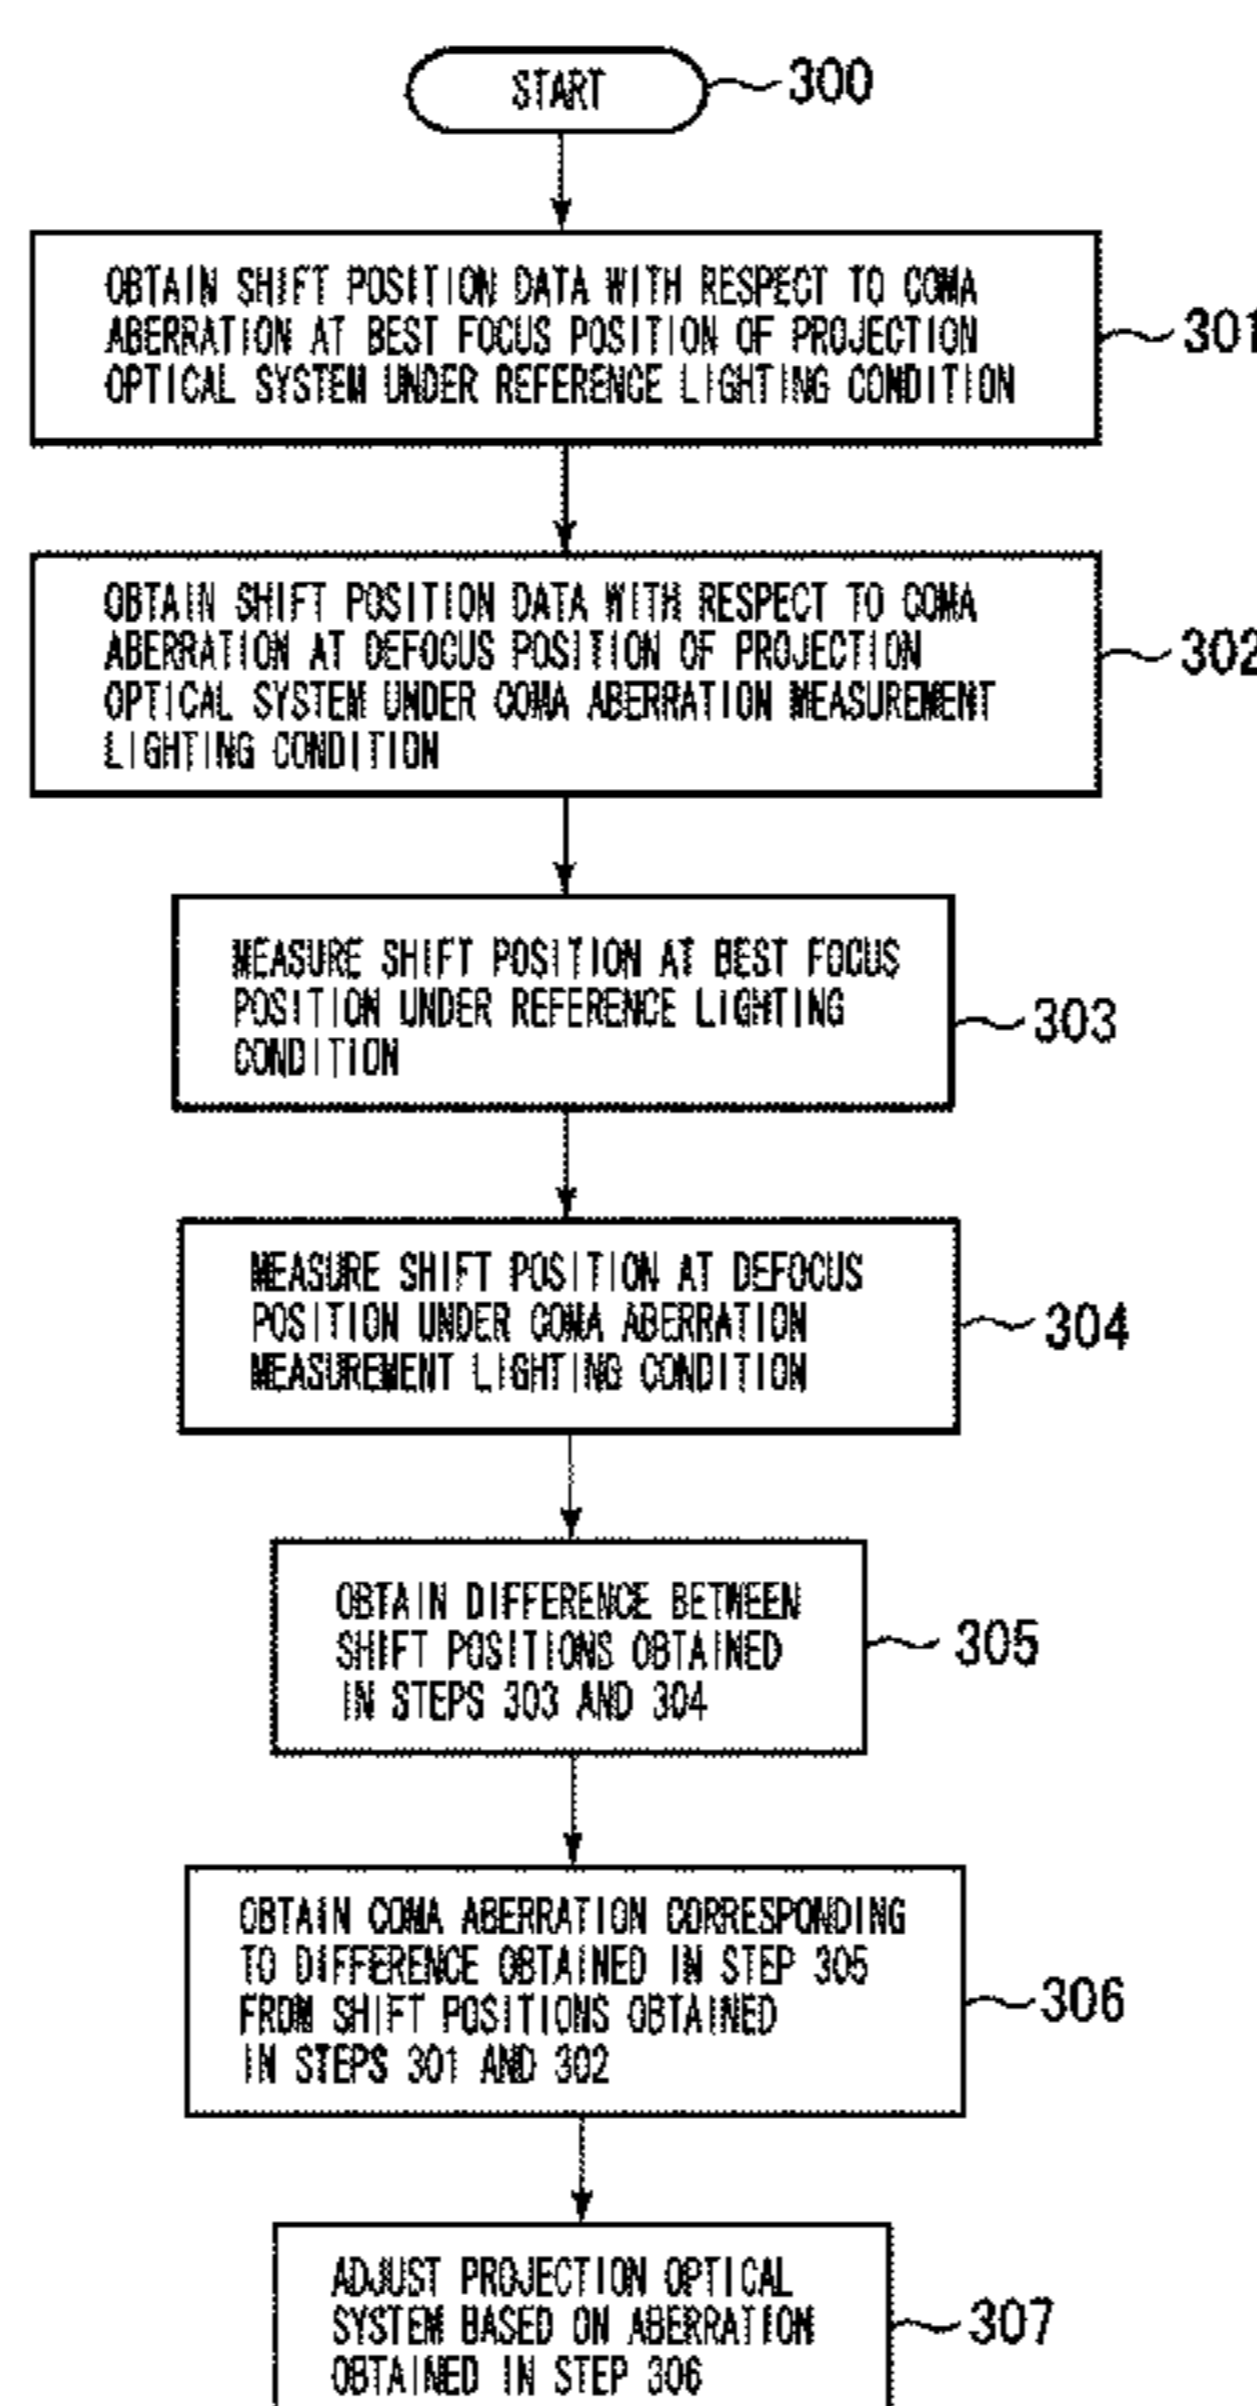 START
300
OBTAIN SHIFT POSITION DATA WITH RESPECT TO COMA
ABERRATION AT BEST FOCUS POSITION OF PROJECTION
OPTICAL SYSTEM UNDER REFERENCE LIGHTING CONDITION
301
OBTAIN SHIFT POSITION DATA WITH RESPECT TO COMA
ABERRATION AT DEFOCUS POSITION OF PROJECTION
OPTICAL SYSTEM UNDER COMA ABERRATION MEASUREMENT
LIGHTING CONDITION
302
MEASURE SHIFT POSITION AT BEST FOCUS
POSITION UNDER REFERENCE LIGHTING
CONDITION
303
MEASURE SHIFT POSITION AT DEFOCUS
POSITION UNDER COMA ABERRATION
MEASUREMENT LIGHTING CONDITION
304
OBTAIN DIFFERENCE BETWEEN
SHIFT POSITIONS OBTAINED
IN STEPS 303 AND 304
305
OBTAIN COMA ABERRATION CORRESPONDING
TO DIFFERENCE OBTAINED IN STEP 305
FROM SHIFT POSITIONS OBTAINED
IN STEPS 301 AND 302
306
ADJUST PROJECTION OPTICAL
SYSTEM BASED ON ABERRATION
OBTAINED IN STEP 306
307